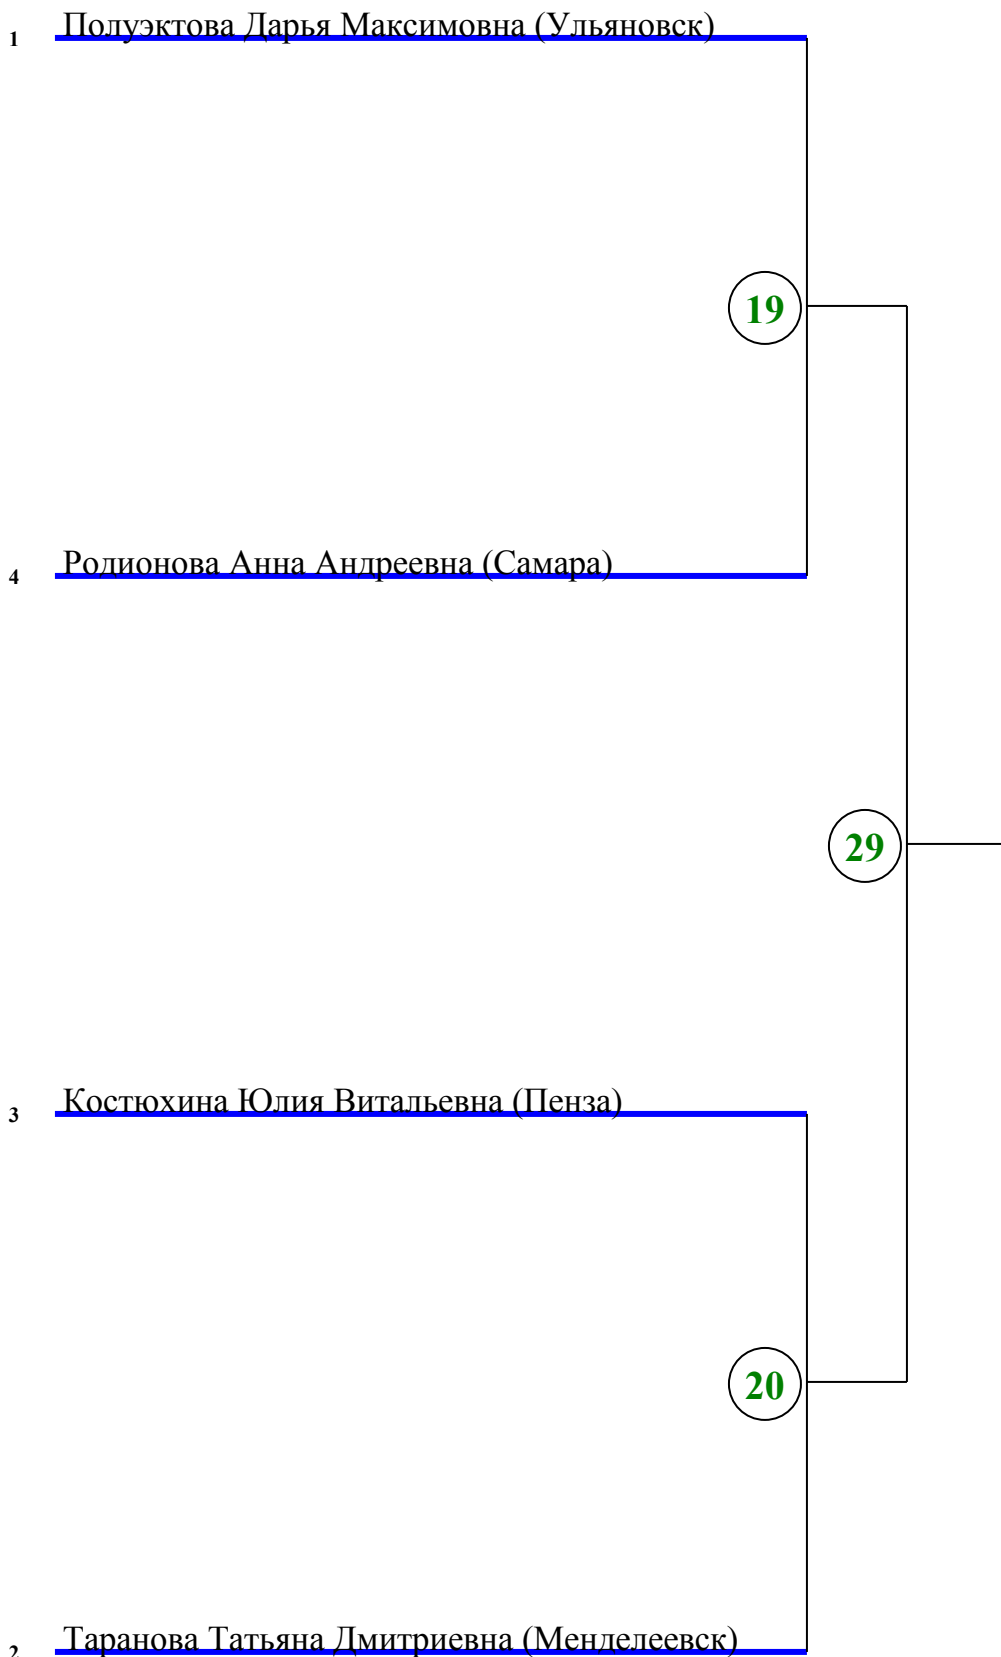 1 Полуэктова Дарья Максимовна (Ульяновск)
19
4 Родионова Анна Андреевна (Самара)
29
3 Костюхина Юлия Витальевна (Пенза)
20
2 Таранова Татьяна Дмитриевна (Менделеевск)